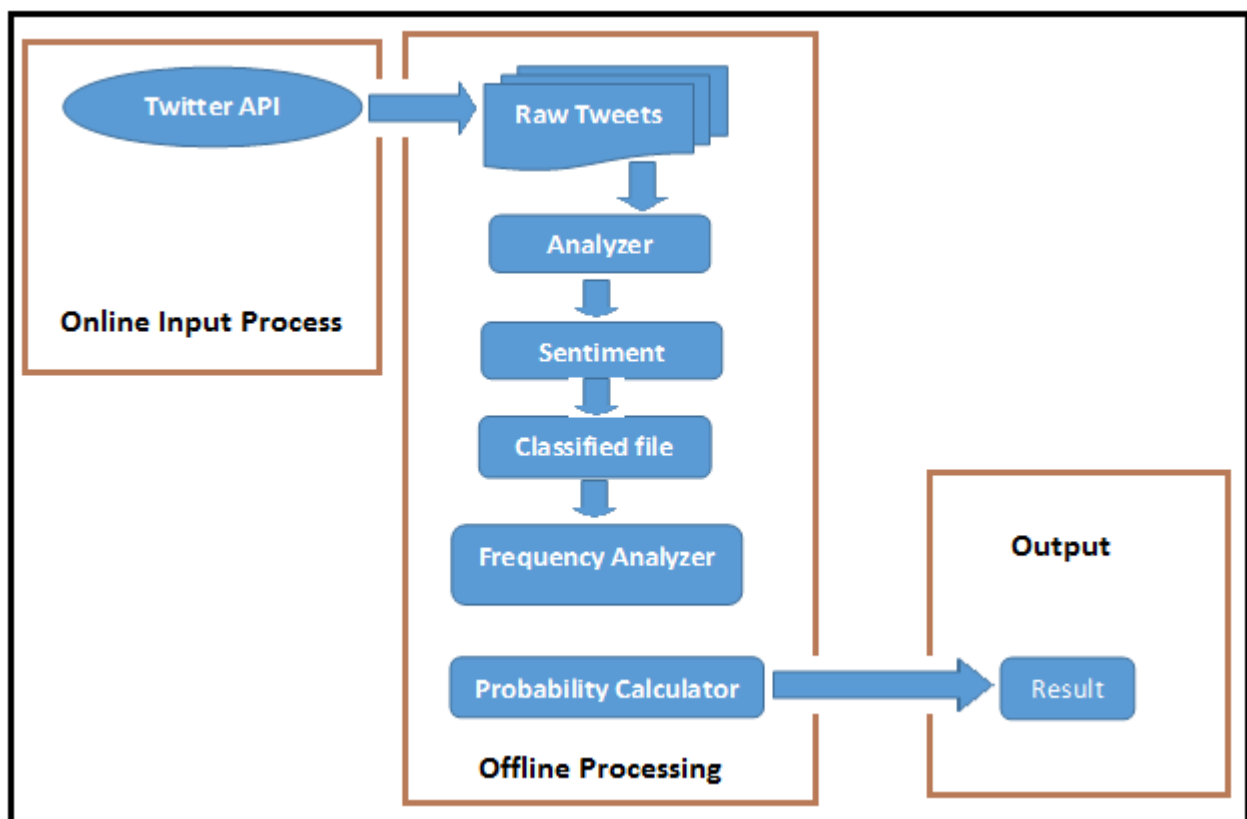 Twitter API
Raw Tweets
Analyzer
Online Input Process
Sentiment
Classified file
Frequency Analyzer
Output
Probability Calculator
Result
Offline Processing